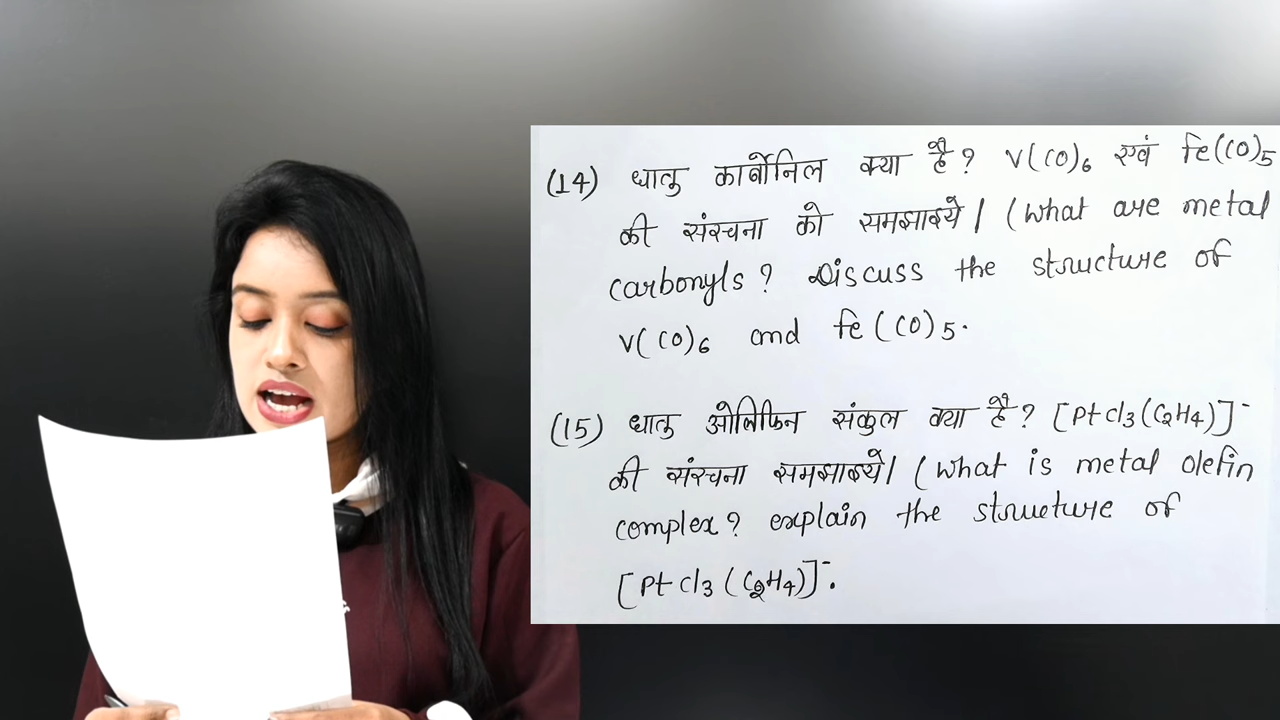 (14) धातु कार्बोनिल क्या है? V(CO)6 एवं Fe(CO)5
की संरचना को समझाइये। (What are metal
carbonyls? Discuss the structure of
V(CO)6 and Fe(CO)5.
(15) धातु ओलिफिन संकुल क्या है? [PtCl3(C2H4)]-
की संरचना समझाइये। (What is metal olefin
complex? explain the structure of
[PtCl3(C2H4)]-.